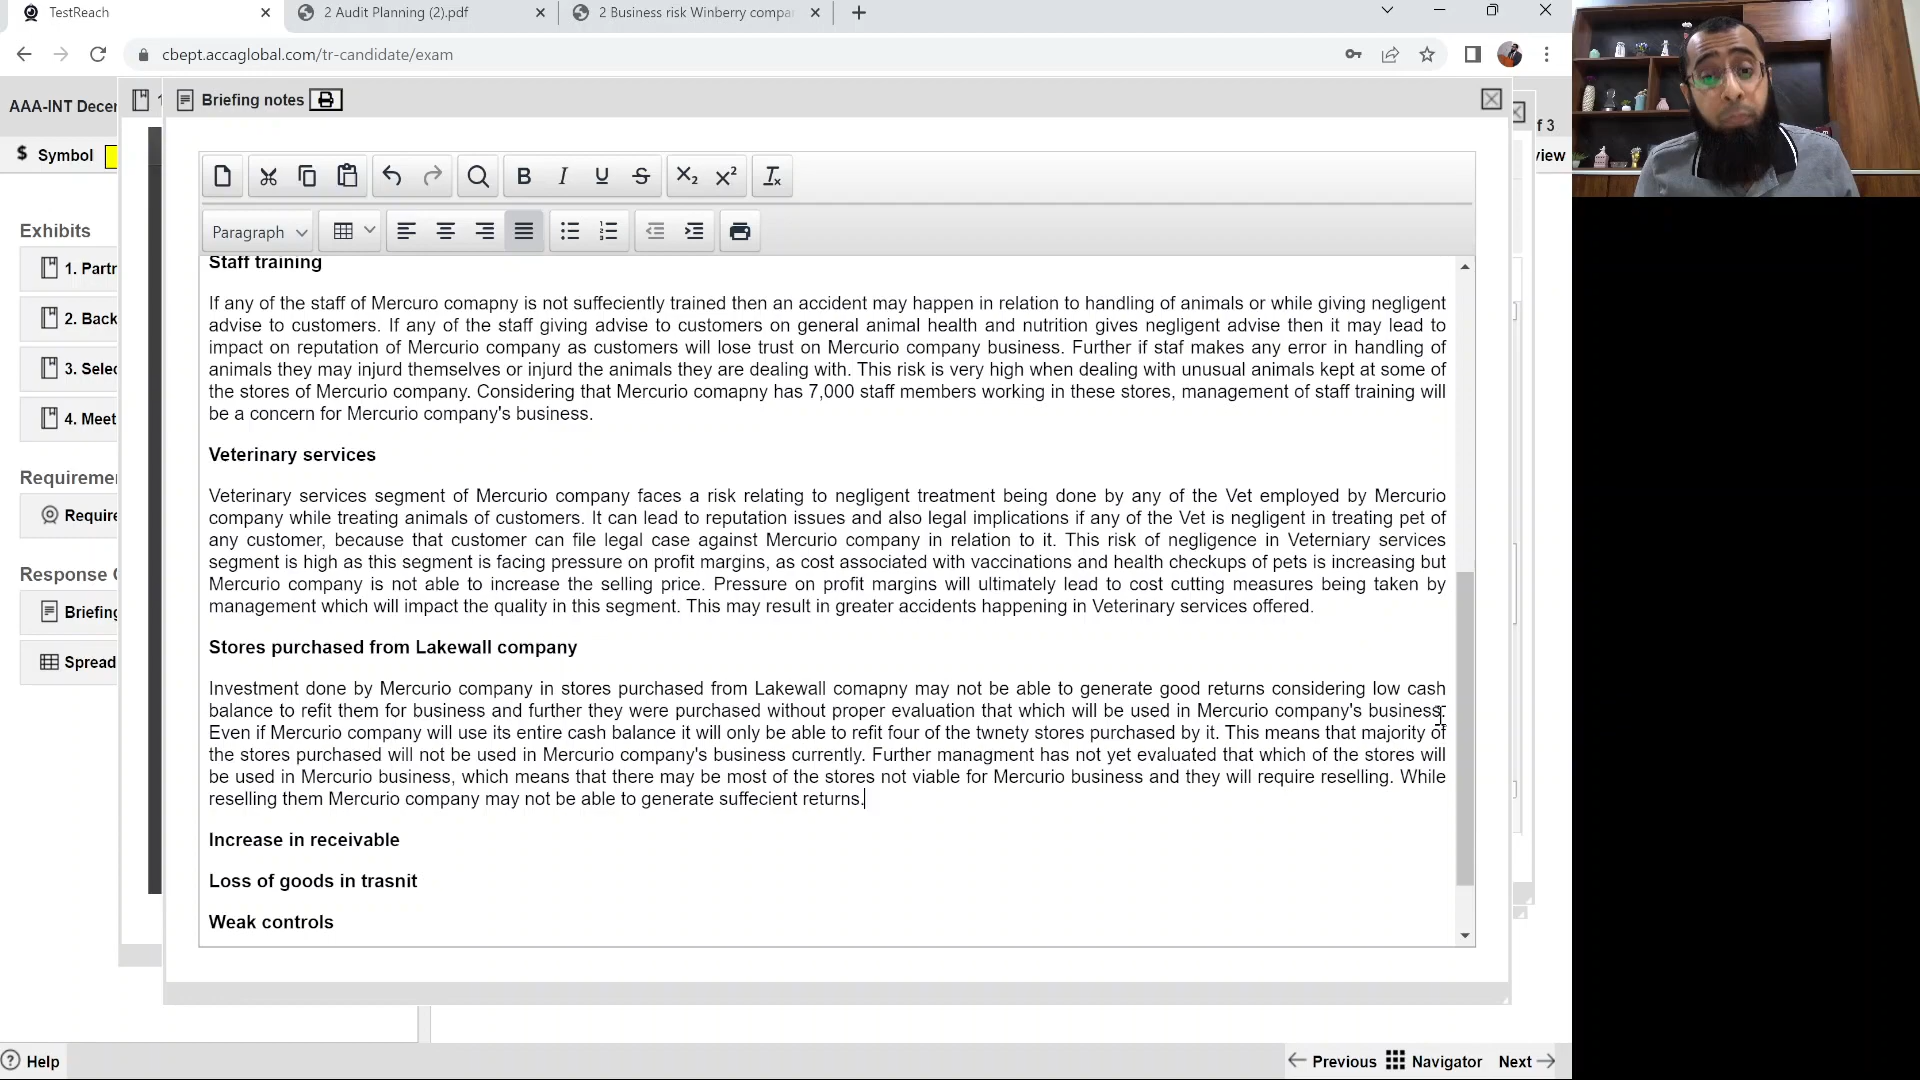 TestReach
2 Audit Planning (2).pdf
2 Business risk Winberry compan
cbept.accaglobal.com/tr-candidate/exam
AAA-INT Decer
1
Briefing notes
f 3
$ Symbol
view
Paragraph
Exhibits
1. Partr
2. Back
3. Selec
4. Meet
Requiremer
Require
Response O
Briefing
Spread
Staff training
If any of the staff of Mercuro comapny is not suffeciently trained then an accident may happen in relation to handling of animals or while giving negligent
advise to customers. If any of the staff giving advise to customers on general animal health and nutrition gives negligent advise then it may lead to
impact on reputation of Mercurio company as customers will lose trust on Mercurio company business. Further if staf makes any error in handling of
animals they may injurd themselves or injurd the animals they are dealing with. This risk is very high when dealing with unusual animals kept at some of
the stores of Mercurio company. Considering that Mercurio comapny has 7,000 staff members working in these stores, management of staff training will
be a concern for Mercurio company's business.
Veterinary services
Veterinary services segment of Mercurio company faces a risk relating to negligent treatment being done by any of the Vet employed by Mercurio
company while treating animals of customers. It can lead to reputation issues and also legal implications if any of the Vet is negligent in treating pet of
any customer, because that customer can file legal case against Mercurio company in relation to it. This risk of negligence in Veterniary services
segment is high as this segment is facing pressure on profit margins, as cost associated with vaccinations and health checkups of pets is increasing but
Mercurio company is not able to increase the selling price. Pressure on profit margins will ultimately lead to cost cutting measures being taken by
management which will impact the quality in this segment. This may result in greater accidents happening in Veterinary services offered.
Stores purchased from Lakewall company
Investment done by Mercurio company in stores purchased from Lakewall comapny may not be able to generate good returns considering low cash
balance to refit them for business and further they were purchased without proper evaluation that which will be used in Mercurio company's business.
Even if Mercurio company will use its entire cash balance it will only be able to refit four of the twnety stores purchased by it. This means that majority of
the stores purchased will not be used in Mercurio company's business currently. Further managment has not yet evaluated that which of the stores will
be used in Mercurio business, which means that there may be most of the stores not viable for Mercurio business and they will require reselling. While
reselling them Mercurio company may not be able to generate suffecient returns.
Increase in receivable
Loss of goods in trasnit
Weak controls
Help
Previous
Navigator
Next